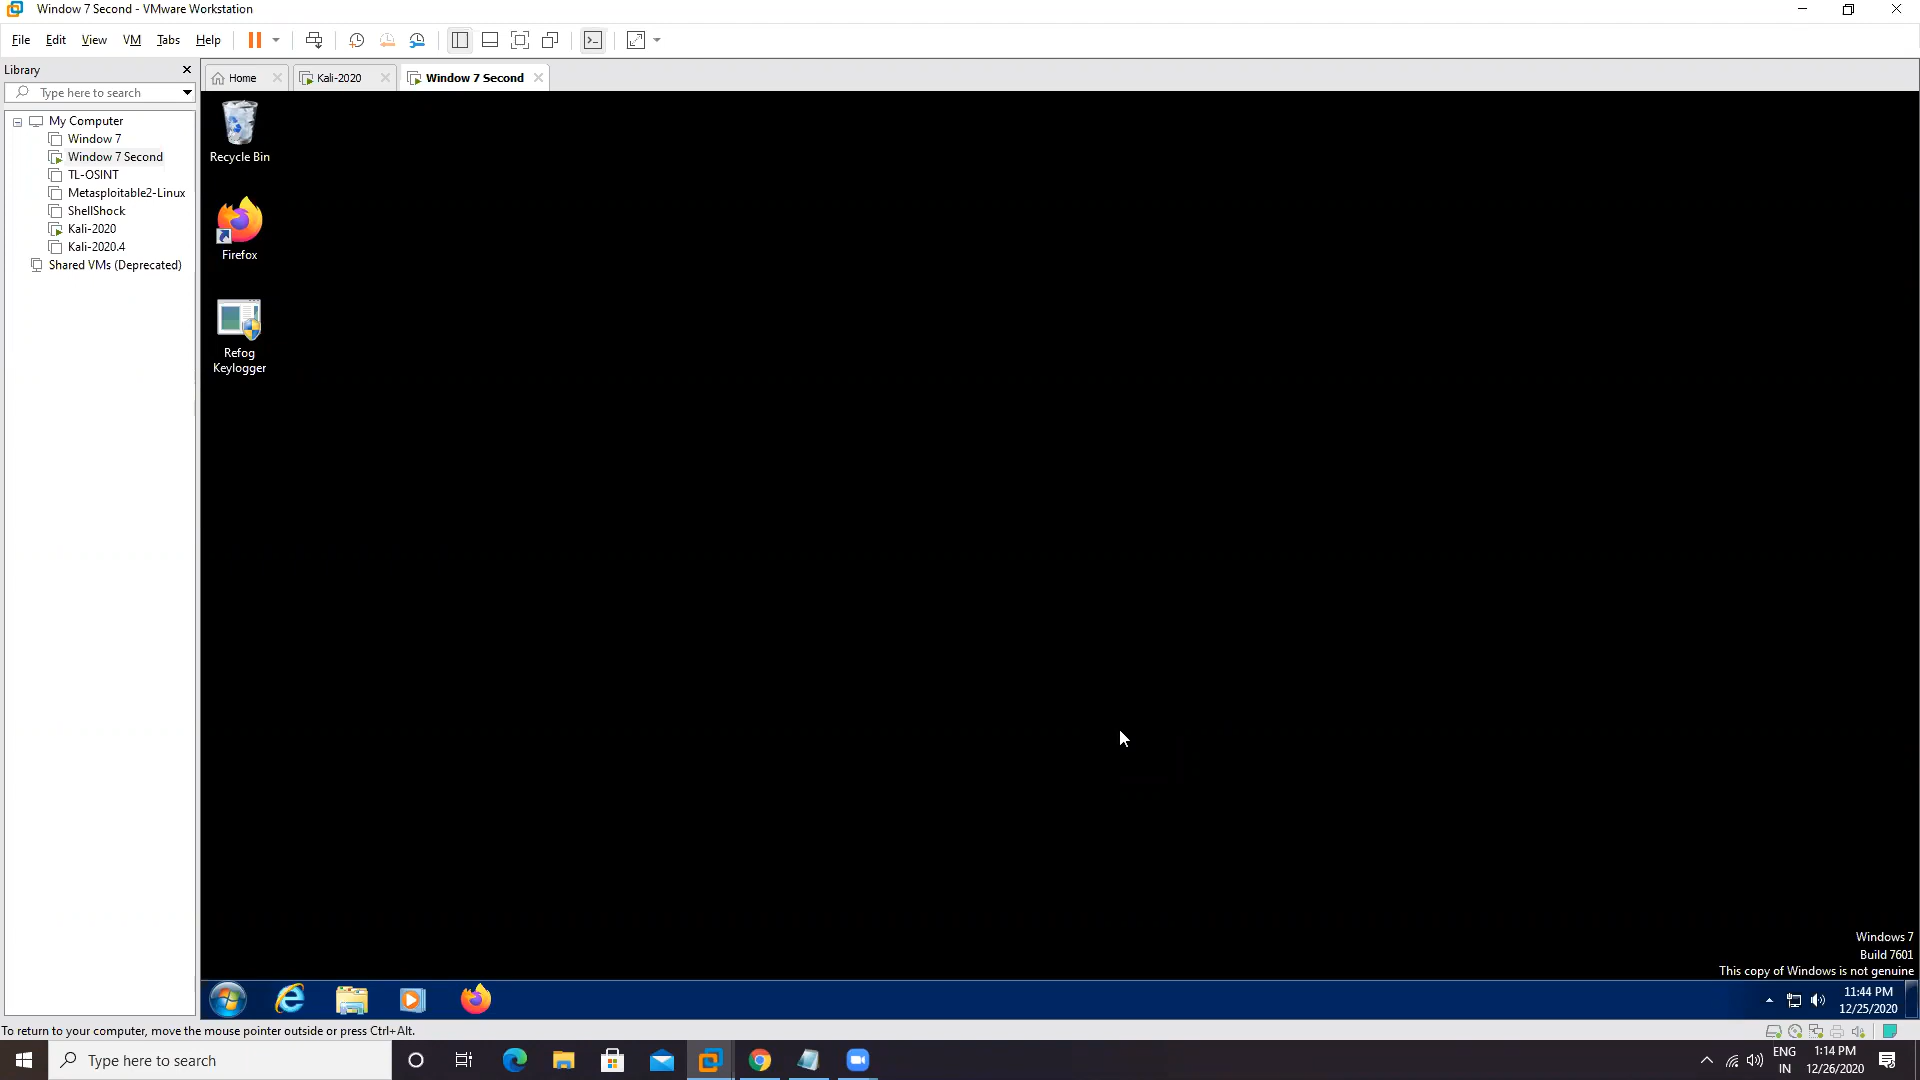 Window 7 Second - VMware Workstation
File Edit View VM Tabs Help
Library
Type here to search
Home
Kali-2020
Window 7 Second
My Computer
Window 7
Window 7 Second
TL-OSINT
Metasploitable2-Linux
ShellShock
Kali-2020
Kali-2020.4
Shared VMs (Deprecated)
Recycle Bin
Firefox
Refog
Keylogger
Windows 7
Build 7601
This copy of Windows is not genuine
11:44 PM
12/25/2020
To return to your computer, move the mouse pointer outside or press Ctrl+Alt.
Type here to search
ENG
IN
1:14 PM
12/26/2020